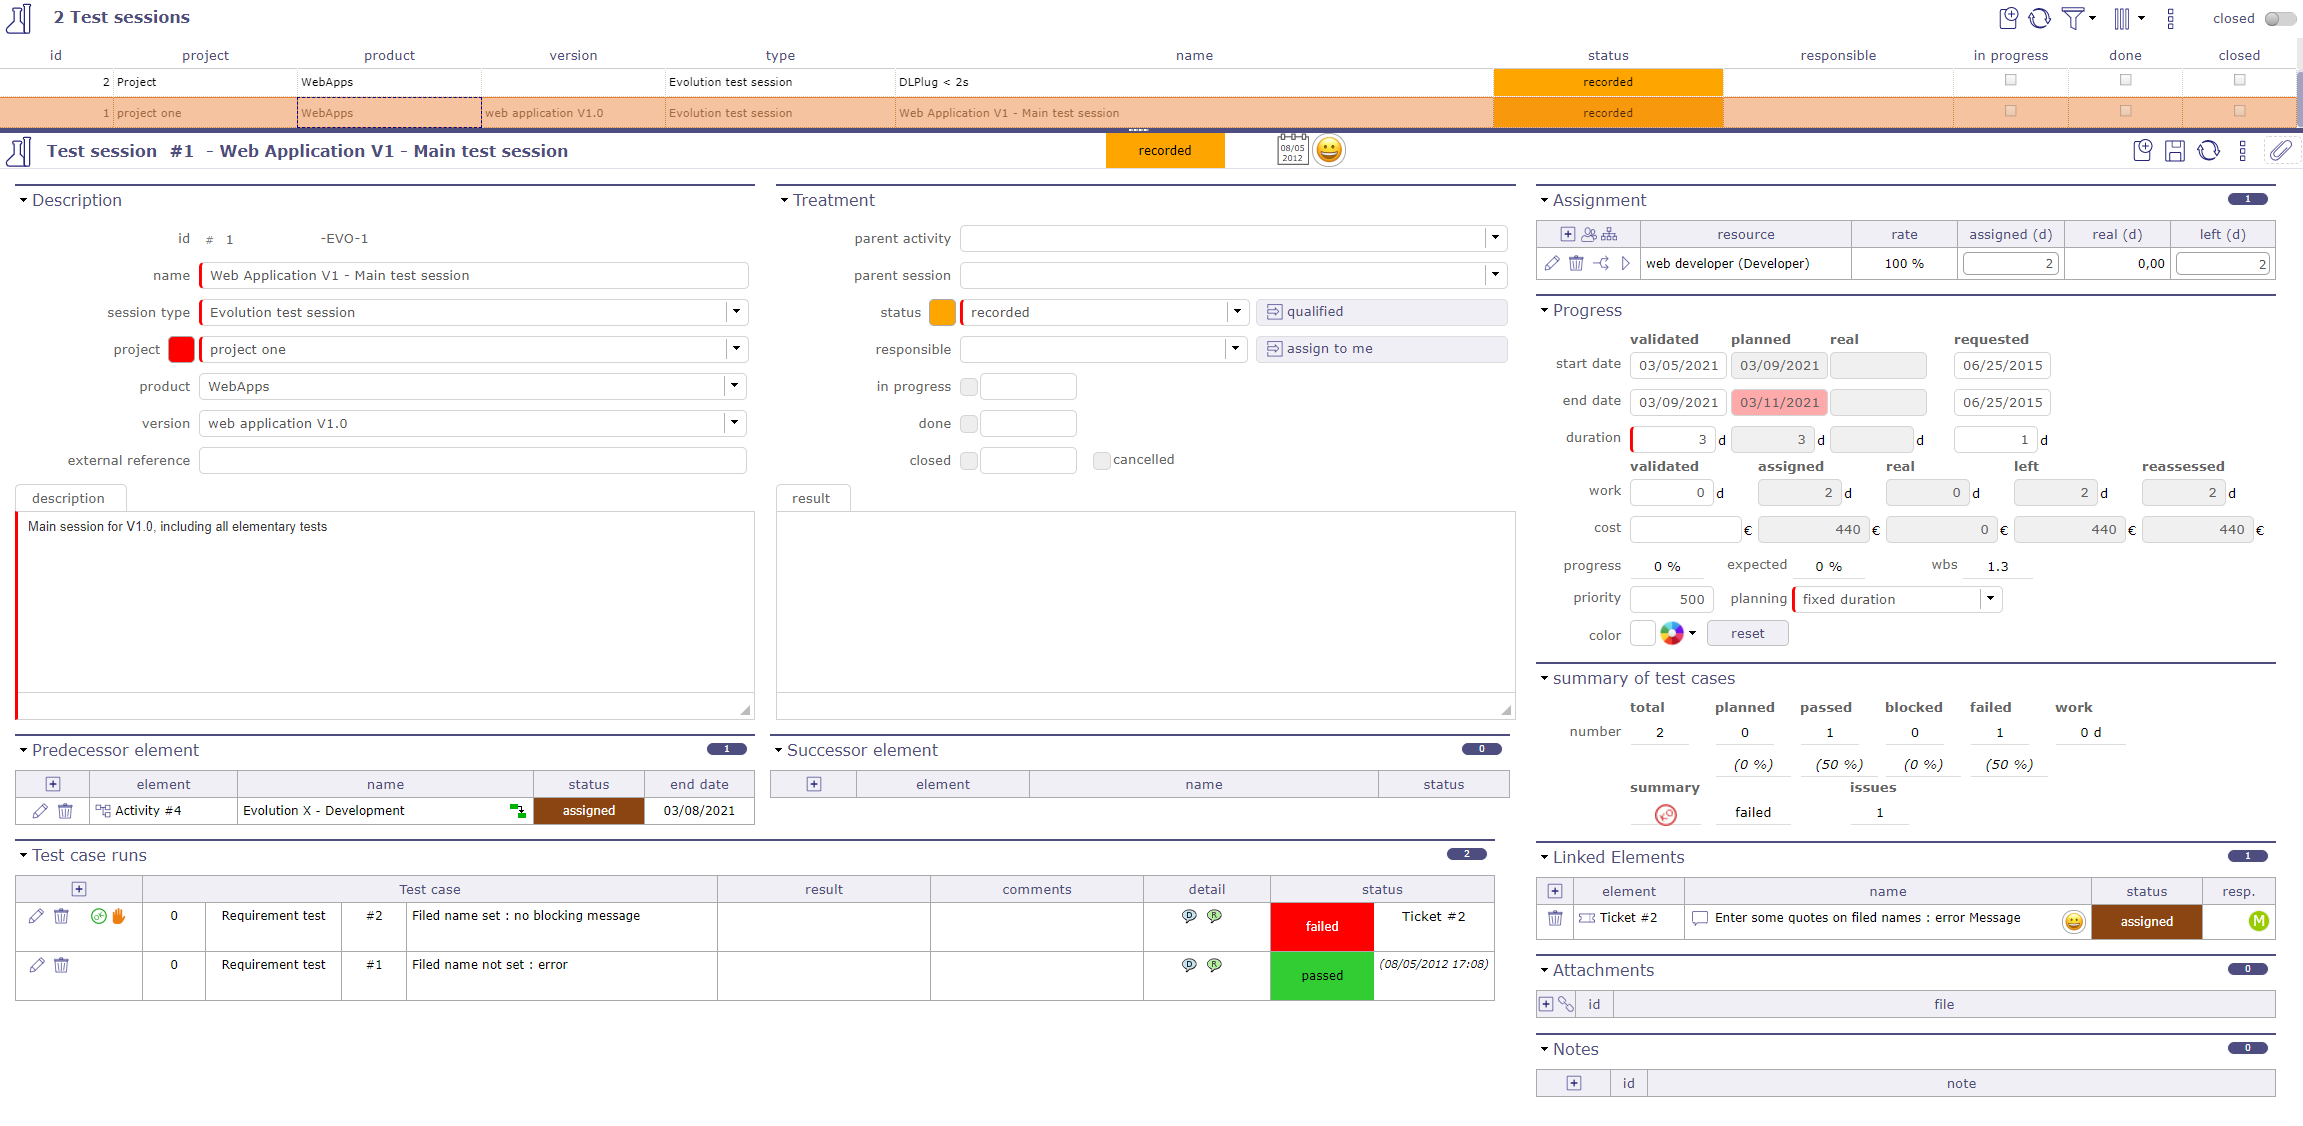 2 Test sessions
closed
id project product version type name status responsible in progress done closed
2 Project WebApps Evolution test session DLPlug < 2s recorded
1 project one WebApps web application V1.0 Evolution test session Web Application V1 - Main test session recorded
Test session #1 - Web Application V1 - Main test session
recorded
08/05
2012
Description
id # 1 -EVO-1
name Web Application V1 - Main test session
session type Evolution test session
project project one
product WebApps
version web application V1.0
external reference
description
Main session for V1.0, including all elementary tests
Treatment
parent activity
parent session
status recorded qualified
responsible assign to me
in progress
done
closed cancelled
result
Predecessor element 1
element name status end date
Activity #4 Evolution X - Development assigned 03/08/2021
Successor element 0
element name status
Test case runs 2
Test case result comments detail status
OK 0 Requirement test #2 Filed name set : no blocking message D R failed Ticket #2
0 Requirement test #1 Filed name not set : error D R passed (08/05/2012 17:08)
Assignment 1
resource rate assigned (d) real (d) left (d)
web developer (Developer) 100 % 2 0,00 2
Progress
validated planned real requested
start date 03/05/2021 03/09/2021 06/25/2015
end date 03/09/2021 03/11/2021 06/25/2015
duration 3 d 3 d d 1 d
validated assigned real left reassessed
work 0 d 2 d 0 d 2 d 2 d
cost € 440 € 0 € 440 € 440 €
progress 0 % expected 0 % wbs 1.3
priority 500 planning fixed duration
color reset
summary of test cases
total planned passed blocked failed work
number 2 0 1 0 1 0 d
(0 %) (50 %) (0 %) (50 %)
summary issues
KO failed 1
Linked Elements 1
element name status resp.
Ticket #2 Enter some quotes on filed names : error Message assigned M
Attachments 0
id file
Notes 0
id note